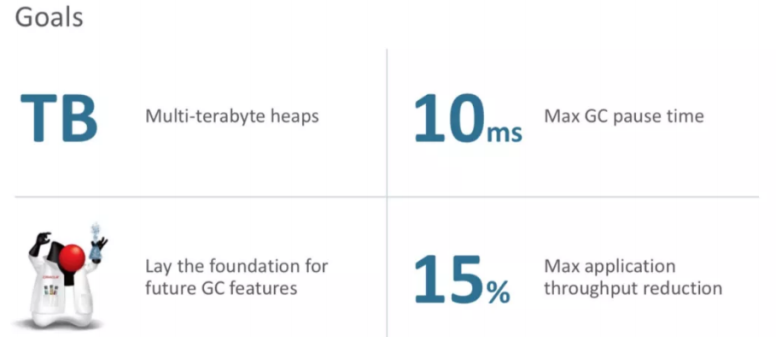 Goals
TB
Multi-terabyte heaps
10ms
Max GC pause time
Lay the foundation for
future GC features
15%
Max application
throughput reduction